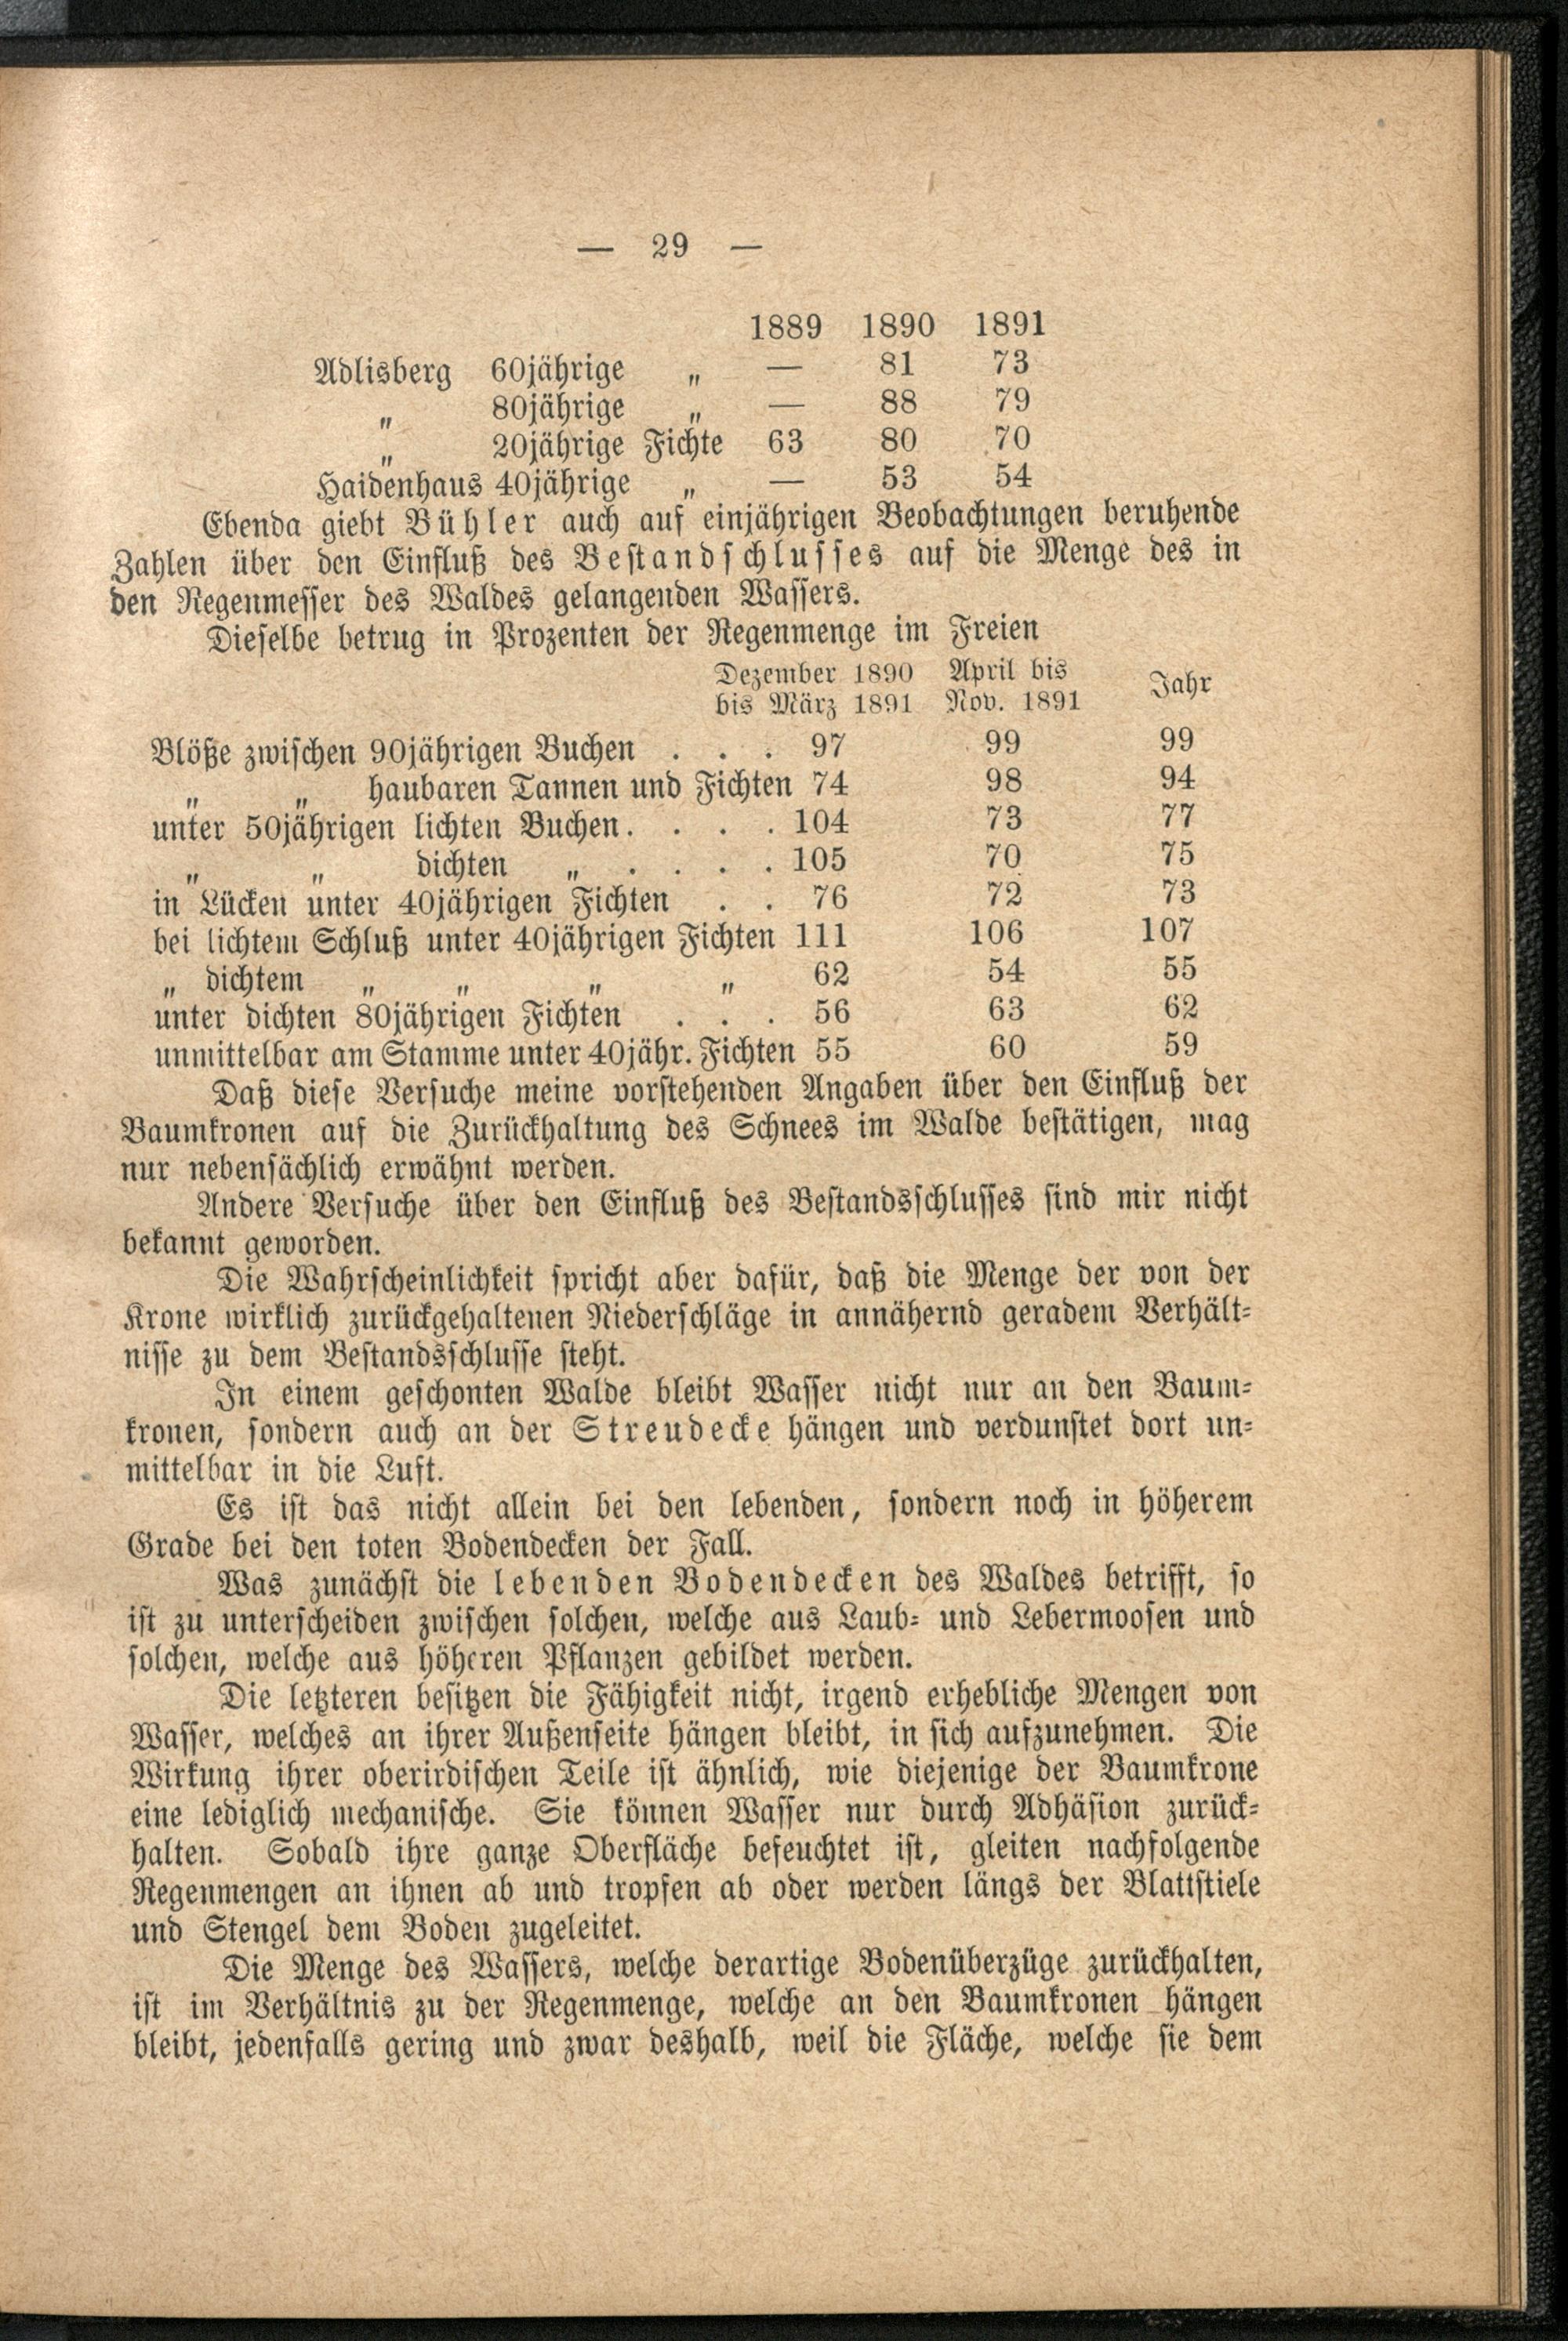 — 29 —
1889 1890 1891
Adlisberg 60jährige „ — 81 73
„ 80jährige „ — 88 79
„ 20jährige Fichte 63 80 70
Haidenhaus 40jährige „ — 53 54
Ebenda giebt Bühler auch auf einjährigen Beobachtungen beruhende
Zahlen über den Einfluß des Bestandschlusses auf die Menge des in
den Regenmesser des Waldes gelangenden Wassers.
Dieselbe betrug in Prozenten der Regenmenge im Freien
Dezember 1890 April bis Jahr
bis März 1891 Nov. 1891
Blöße zwischen 90jährigen Buchen . . . 97 99 99
„ „ haubaren Tannen und Fichten 74 98 94
unter 50jährigen lichten Buchen. . . . 104 73 77
„ „ dichten „ . . . . 105 70 75
in Lücken unter 40jährigen Fichten . . 76 72 73
bei lichtem Schluß unter 40jährigen Fichten 111 106 107
„ dichtem „ „ „ „ 62 54 55
unter dichten 80jährigen Fichten . . . 56 63 62
unmittelbar am Stamme unter 40jähr. Fichten 55 60 59
Daß diese Versuche meine vorstehenden Angaben über den Einfluß der
Baumkronen auf die Zurückhaltung des Schnees im Walde bestätigen, mag
nur nebensächlich erwähnt werden.
Andere Versuche über den Einfluß des Bestandsschlusses sind mir nicht
bekannt geworden.
Die Wahrscheinlichkeit spricht aber dafür, daß die Menge der von der
Krone wirklich zurückgehaltenen Niederschläge in annähernd geradem Verhält-
nisse zu dem Bestandsschlusse steht.
In einem geschonten Walde bleibt Wasser nicht nur an den Baum-
kronen, sondern auch an der Streudecke hängen und verdunstet dort un-
mittelbar in die Luft.
Es ist das nicht allein bei den lebenden, sondern noch in höherem
Grade bei den toten Bodendecken der Fall.
Was zunächst die lebenden Bodendecken des Waldes betrifft, so
ist zu unterscheiden zwischen solchen, welche aus Laub- und Lebermoosen und
solchen, welche aus höheren Pflanzen gebildet werden.
Die letzteren besitzen die Fähigkeit nicht, irgend erhebliche Mengen von
Wasser, welches an ihrer Außenseite hängen bleibt, in sich aufzunehmen. Die
Wirkung ihrer oberirdischen Teile ist ähnlich, wie diejenige der Baumkrone
eine lediglich mechanische. Sie können Wasser nur durch Adhäsion zurück-
halten. Sobald ihre ganze Oberfläche befeuchtet ist, gleiten nachfolgende
Regenmengen an ihnen ab und tropfen ab oder werden längs der Blattstiele
und Stengel dem Boden zugeleitet.
Die Menge des Wassers, welche derartige Bodenüberzüge zurückhalten,
ist im Verhältnis zu der Regenmenge, welche an den Baumkronen hängen
bleibt, jedenfalls gering und zwar deshalb, weil die Fläche, welche sie dem